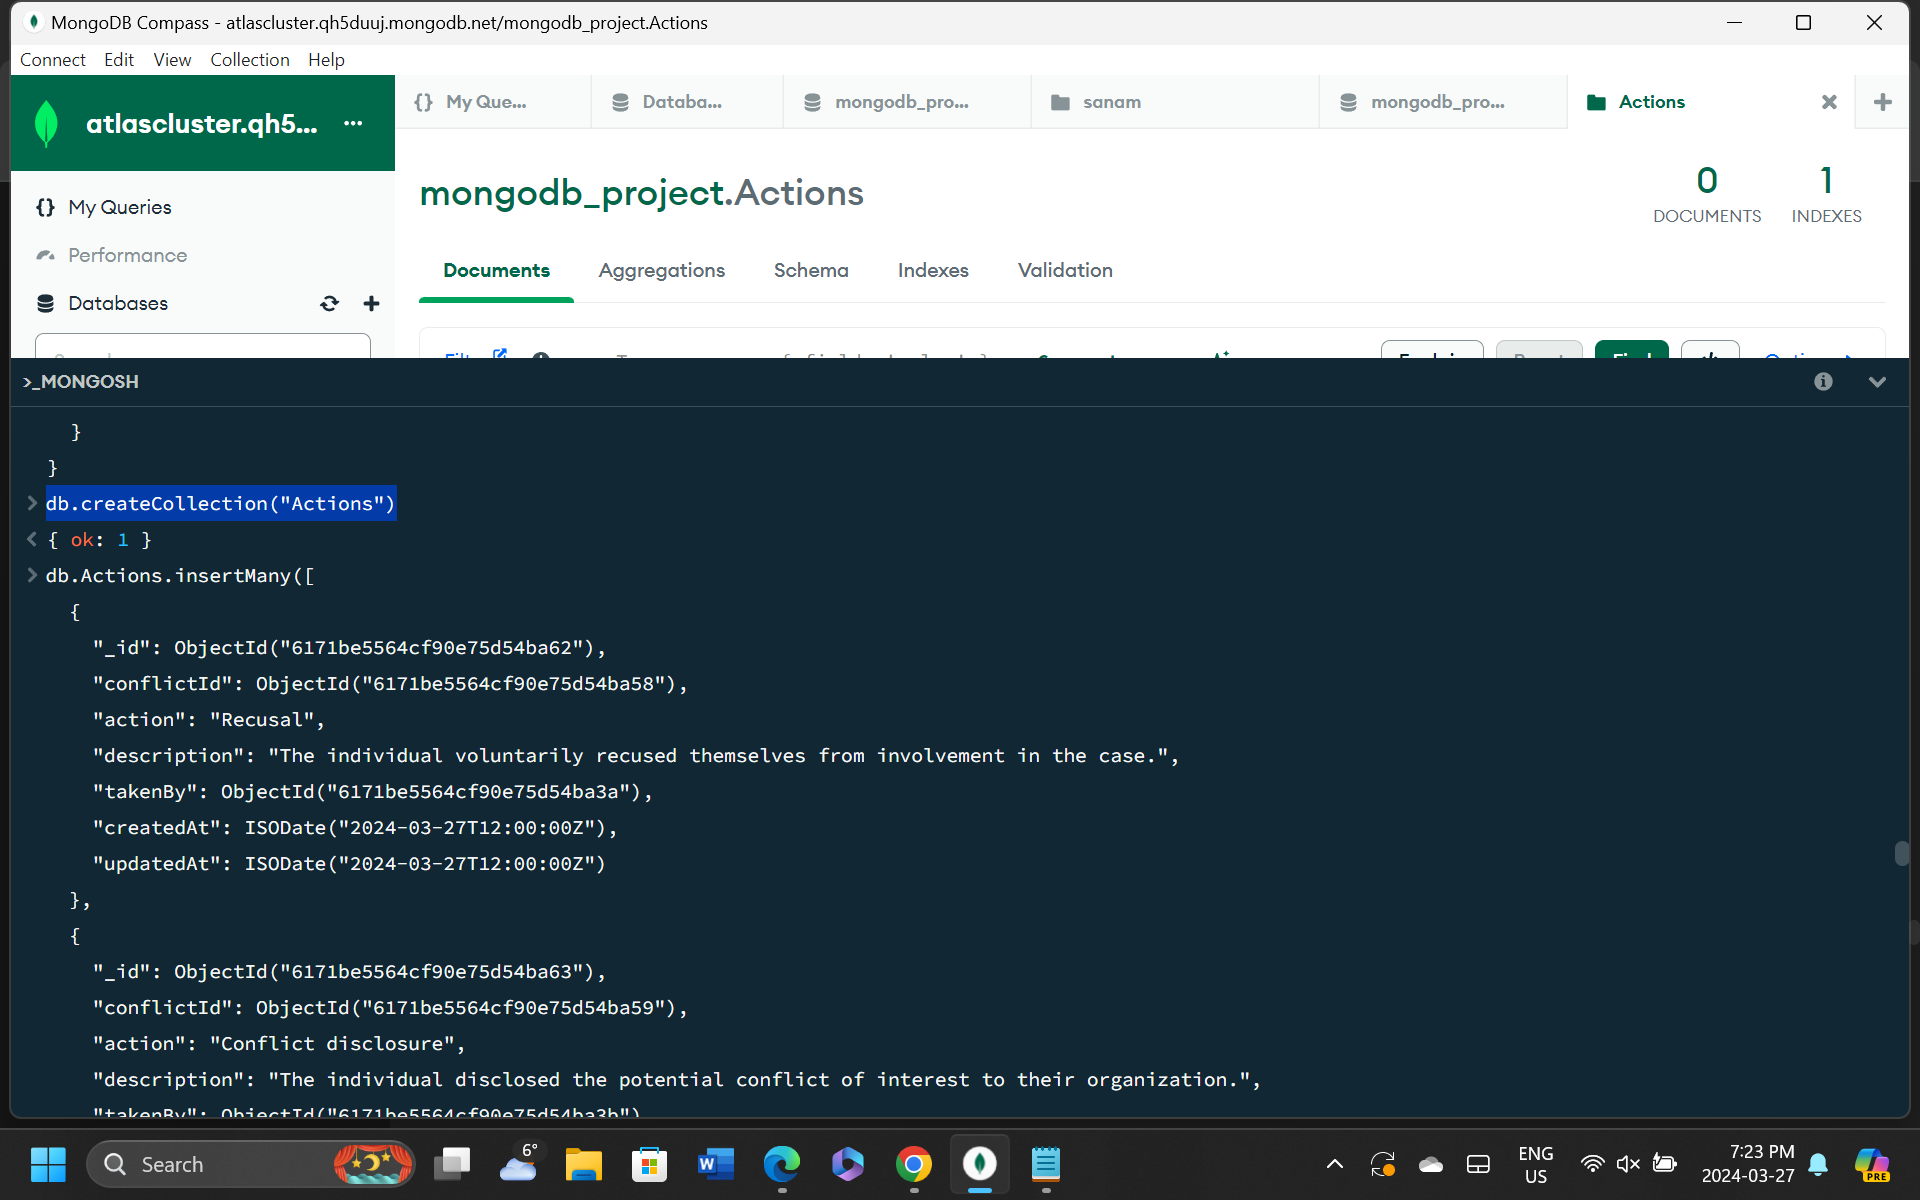 MongoDB Compass - atlascluster.qh5duuj.mongodb.net/mongodb_project.Actions
Connect Edit View Collection Help
atlascluster.qh5... ...
{} My Que... Databa... mongodb_pro... sanam mongodb_pro... Actions
My Queries
Performance
Databases
mongodb_project.Actions
0 DOCUMENTS
1 INDEXES
Documents Aggregations Schema Indexes Validation
>_MONGOSH
}
}
> db.createCollection("Actions")
< { ok: 1 }
> db.Actions.insertMany([
{
"_id": ObjectId("6171be5564cf90e75d54ba62"),
"conflictId": ObjectId("6171be5564cf90e75d54ba58"),
"action": "Recusal",
"description": "The individual voluntarily recused themselves from involvement in the case.",
"takenBy": ObjectId("6171be5564cf90e75d54ba3a"),
"createdAt": ISODate("2024-03-27T12:00:00Z"),
"updatedAt": ISODate("2024-03-27T12:00:00Z")
},
{
"_id": ObjectId("6171be5564cf90e75d54ba63"),
"conflictId": ObjectId("6171be5564cf90e75d54ba59"),
"action": "Conflict disclosure",
"description": "The individual disclosed the potential conflict of interest to their organization.",
"takenBy": ObjectId("6171be5564cf90e75d54ba3b")
Search
6°
ENG
US
7:23 PM
2024-03-27
PRE